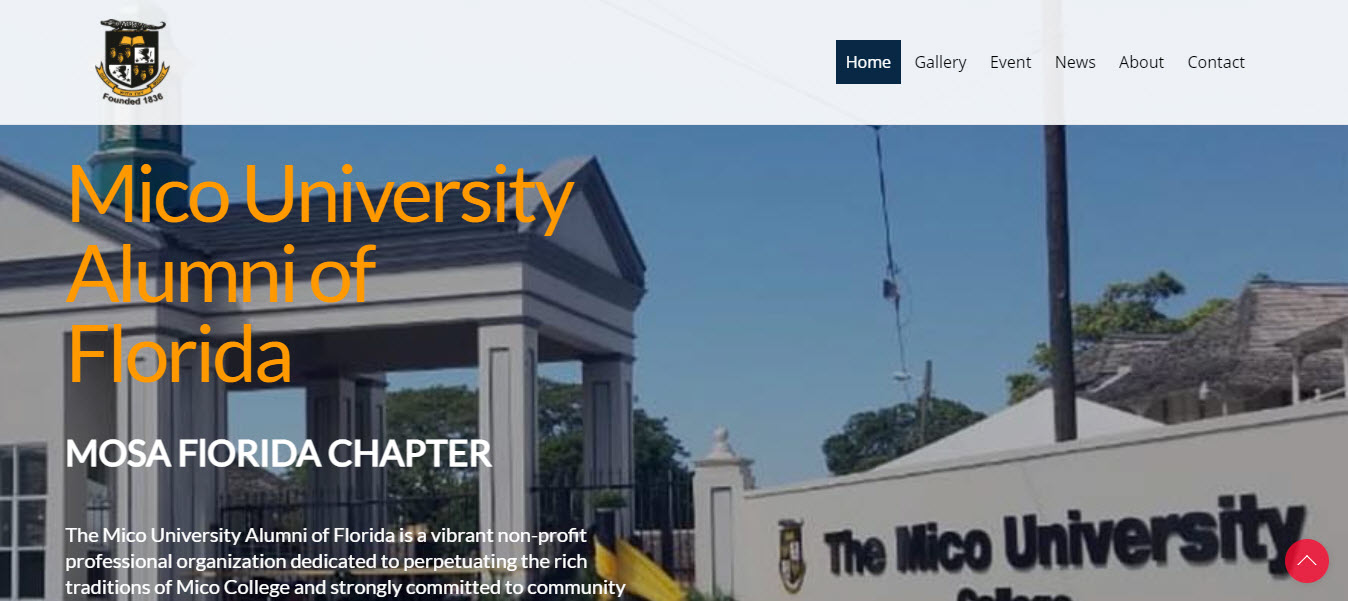 Founded 1836
Home Gallery Event News About Contact
Mico University
Alumni of
Florida
MOSA FlORIDA CHAPTER
The Mico University Alumni of Florida is a vibrant non-profit
professional organization dedicated to perpetuating the rich
traditions of Mico College and strongly committed to community
The Mico University
College